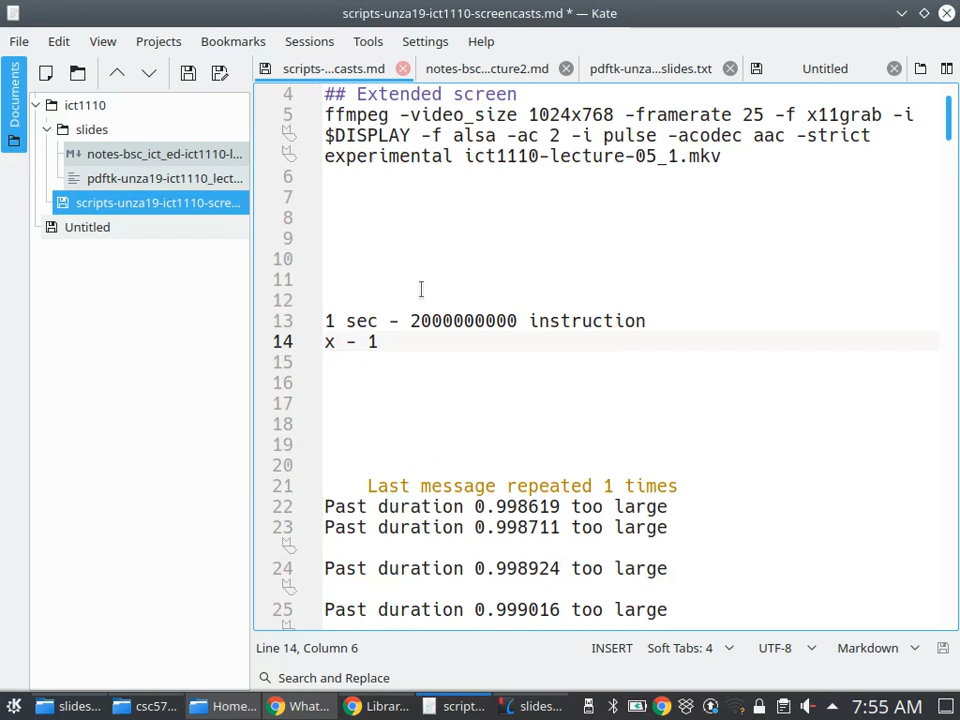 scripts-unza19-ict1110-screencasts.md * — Kate
File Edit View Projects Bookmarks Sessions Tools Settings Help
Documents
scripts-...casts.md
notes-bsc...cture2.md
pdftk-unza...slides.txt
Untitled
ict1110
slides
notes-bsc_ict_ed-ict1110-l...
pdftk-unza19-ict1110_lect...
scripts-unza19-ict1110-scre...
Untitled
4 ## Extended screen
5 ffmpeg -video_size 1024x768 -framerate 25 -f x11grab -i
$DISPLAY -f alsa -ac 2 -i pulse -acodec aac -strict
experimental ict1110-lecture-05_1.mkv
6
7
8
9
10
11
12
13 1 sec - 2000000000 instruction
14 x - 1
15
16
17
18
19
20
21 Last message repeated 1 times
22 Past duration 0.998619 too large
23 Past duration 0.998711 too large
24 Past duration 0.998924 too large
25 Past duration 0.999016 too large
Line 14, Column 6
INSERT
Soft Tabs: 4
UTF-8
Markdown
Search and Replace
slides...
csc57...
Home...
What...
Librar...
script...
slides...
7:55 AM